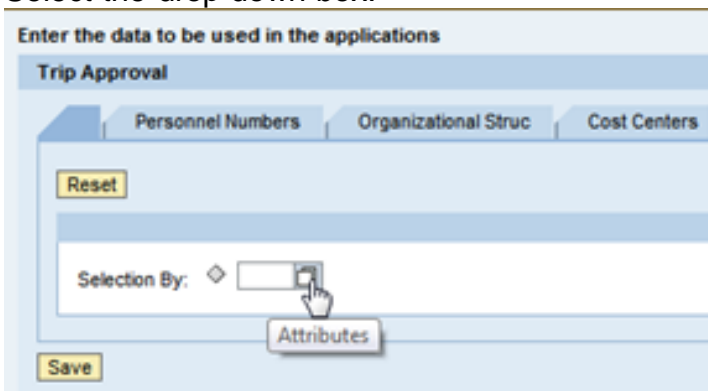 Select the drop-down box.
Enter the data to be used in the applications
Trip Approval
Personnel Numbers Organizational Struc Cost Centers
Reset
Selection By:
Attributes
Save